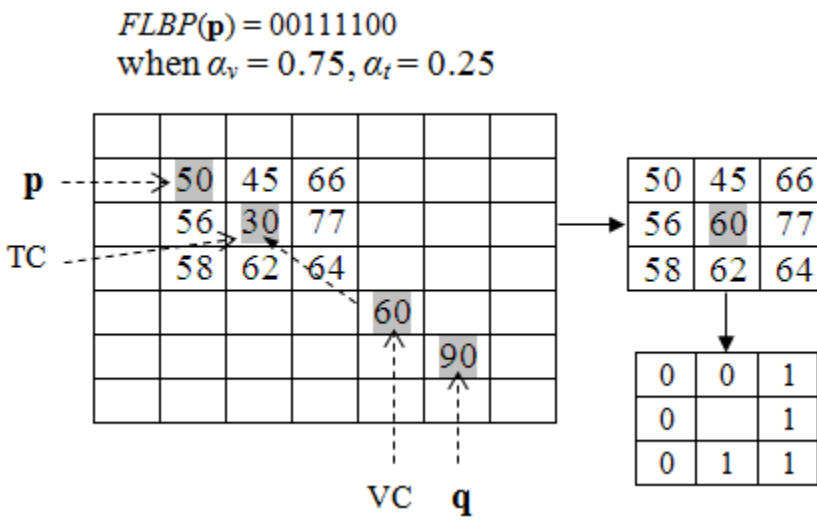 FLBP(p) = 00111100
when αv = 0.75, αt = 0.25
p
50 45 66
56 30 77
TC
58 62 64
60
90
VC q
50 45 66
56 60 77
58 62 64
0 0 1
0 1
0 1 1